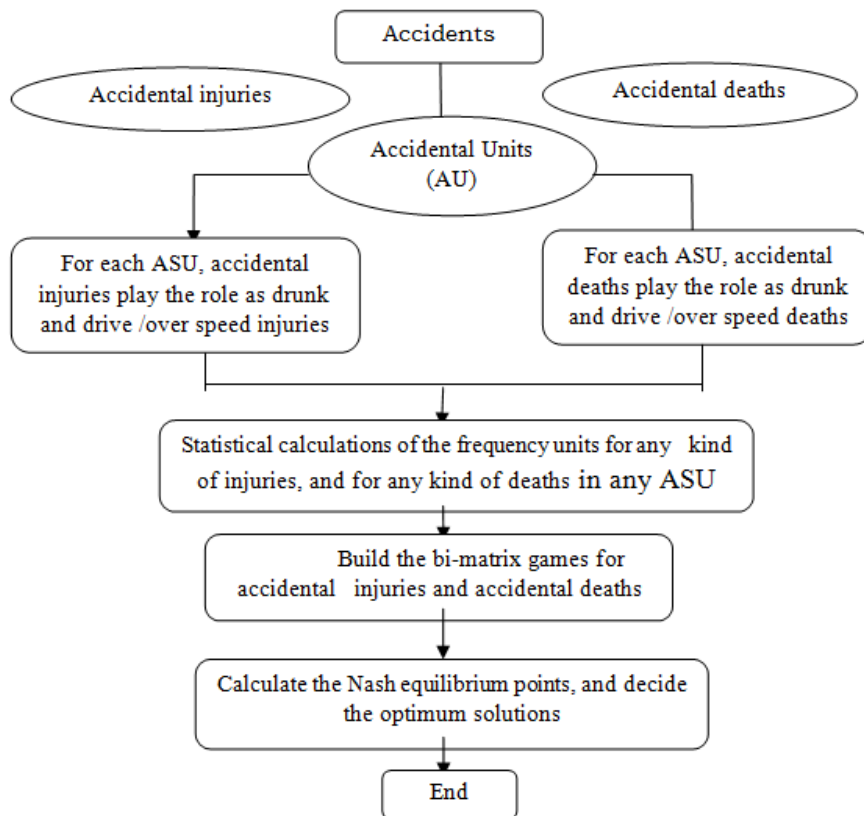 Accidents
Accidental injuries
Accidental deaths
Accidental Units
(AU)
For each ASU, accidental
injuries play the role as drunk
and drive /over speed injuries
For each ASU, accidental
deaths play the role as drunk
and drive /over speed deaths
Statistical calculations of the frequency units for any kind
of injuries, and for any kind of deaths in any ASU
Build the bi-matrix games for
accidental injuries and accidental deaths
Calculate the Nash equilibrium points, and decide
the optimum solutions
End